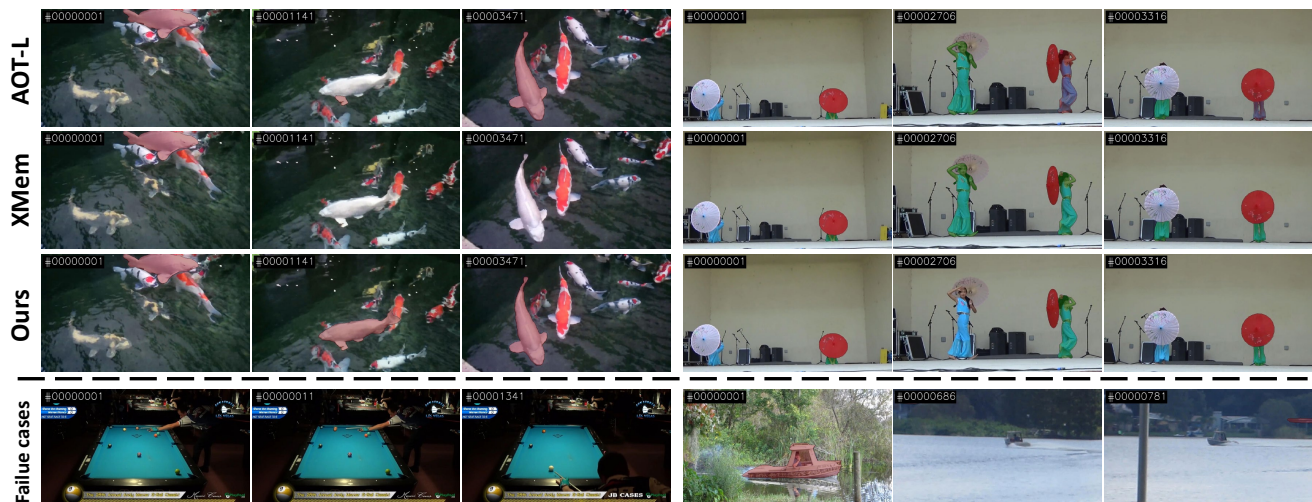 AOT-L
#00000001 #00001141 #00003471 #00000001 #00002706 #00003316
XMem
#00000001 #00001141 #00003471 #00000001 #00002706 #00003316
Ours
#00000001 #00001141 #00003471 #00000001 #00002706 #00003316
Failue cases
#00000001 #00000011 #00001341 #00000001 #00000686 #00000781
JB CASES